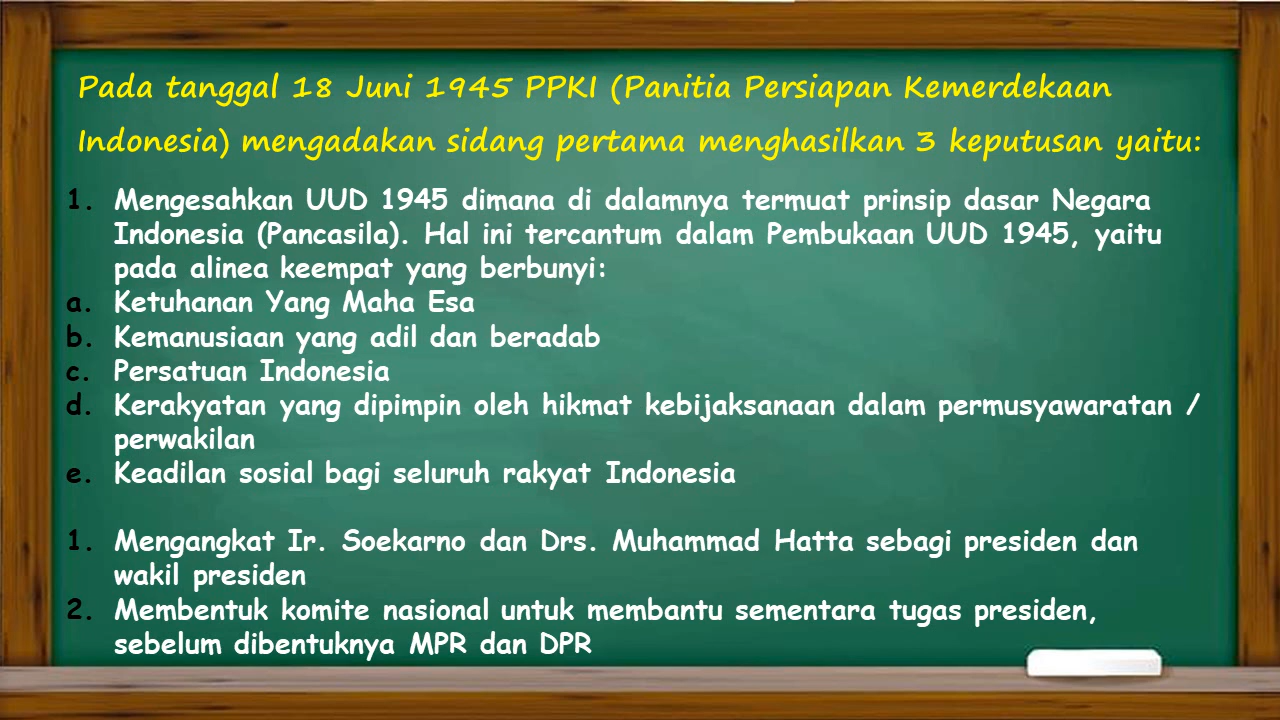 Pada tanggal 18 Juni 1945 PPKI (Panitia Persiapan Kemerdekaan
Indonesia) mengadakan sidang pertama menghasilkan 3 keputusan yaitu:
1. Mengesahkan UUD 1945 dimana di dalamnya termuat prinsip dasar Negara
Indonesia (Pancasila). Hal ini tercantum dalam Pembukaan UUD 1945, yaitu
pada alinea keempat yang berbunyi:
a. Ketuhanan Yang Maha Esa
b. Kemanusiaan yang adil dan beradab
c. Persatuan Indonesia
d. Kerakyatan yang dipimpin oleh hikmat kebijaksanaan dalam permusyawaratan /
perwakilan
e. Keadilan sosial bagi seluruh rakyat Indonesia
1. Mengangkat Ir. Soekarno dan Drs. Muhammad Hatta sebagi presiden dan
wakil presiden
2. Membentuk komite nasional untuk membantu sementara tugas presiden,
sebelum dibentuknya MPR dan DPR